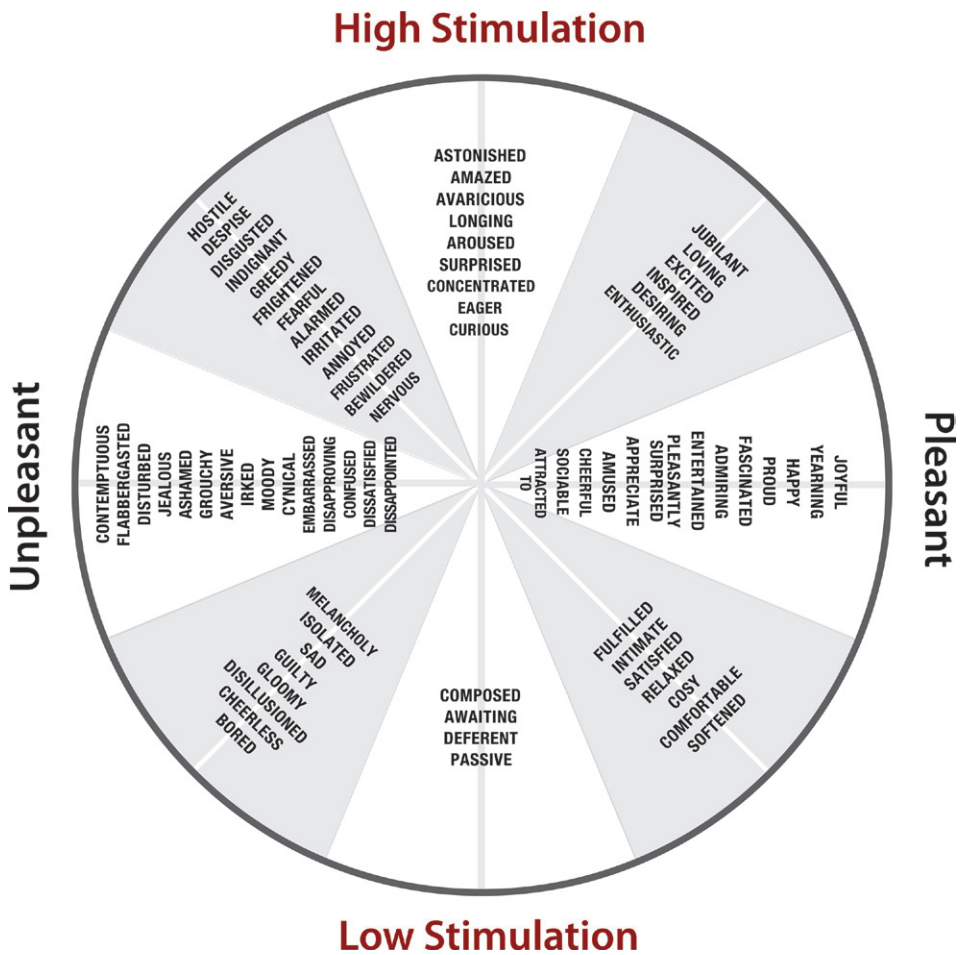 High Stimulation
ASTONISHED
AMAZED
AVARICIOUS
LONGING
AROUSED
SURPRISED
CONCENTRATED
EAGER
CURIOUS
JUBILANT
LOVING
EXCITED
INSPIRED
DESIRING
ENTHUSIASTIC
HOSTILE
DESPISE
DISGUSTED
INDIGNANT
GREEDY
FRIGHTENED
FEARFUL
ALARMED
IRRITATED
ANNOYED
FRUSTRATED
BEWILDERED
NERVOUS
Unpleasant
CONTEMPTUOUS
FLABBERGASTED
DISTURBED
JEALOUS
ASHAMED
GROUCHY
AVERSIVE
IRKED
MOODY
CYNICAL
EMBARRASSED
DISAPPROVING
CONFUSED
DISSATISFIED
DISAPPOINTED
ATTRACTED
TO
SOCIABLE
CHEERFUL
AMUSED
APPRECIATE
SURPRISED
PLEASANTLY
ENTERTAINED
ADMIRING
FASCINATED
PROUD
HAPPY
YEARNING
JOYFUL
Pleasant
MELANCHOLY
ISOLATED
SAD
GUILTY
GLOOMY
DISILLUSIONED
CHEERLESS
BORED
FULFILLED
INTIMATE
SATISFIED
RELAXED
COSY
COMFORTABLE
SOFTENED
COMPOSED
AWAITING
DEFERENT
PASSIVE
Low Stimulation